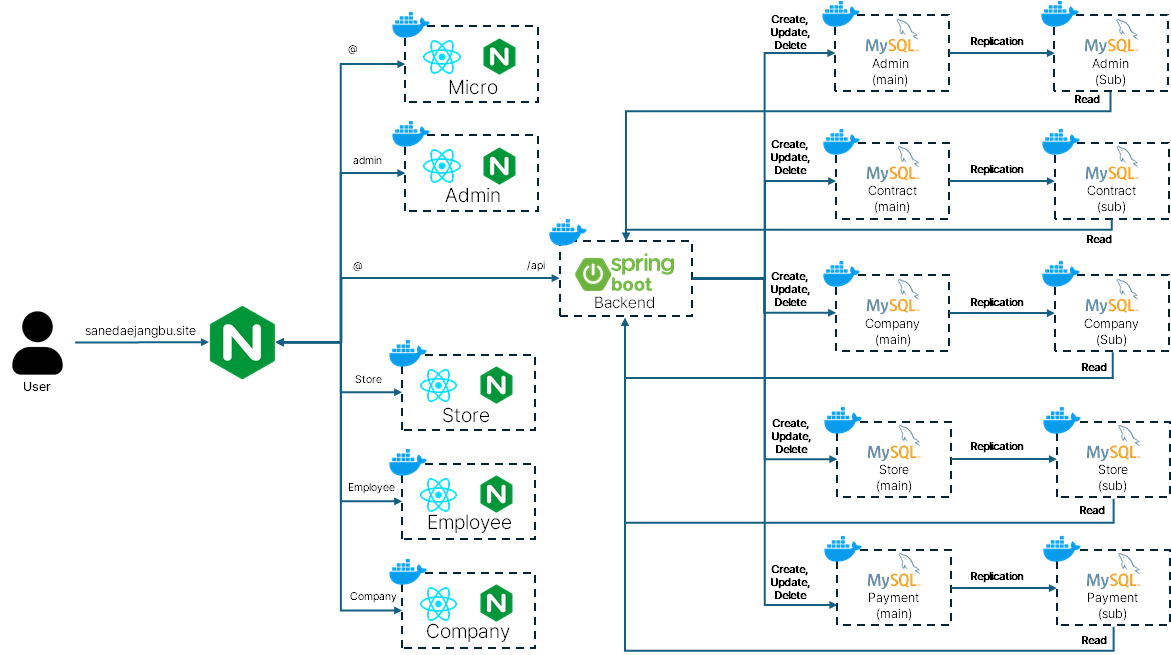 sanedaejangbu.site
User
@
Micro
admin
Admin
@
/api
spring
boot
Backend
Store
Store
Employee
Employee
Company
Company
Create,
Update,
Delete
MySQL
Admin
(main)
Replication
MySQL
Admin
(Sub)
Read
Create,
Update,
Delete
MySQL
Contract
(main)
Replication
MySQL
Contract
(sub)
Read
Create,
Update,
Delete
MySQL
Company
(main)
Replication
MySQL
Company
(Sub)
Read
Create,
Update,
Delete
MySQL
Store
(main)
Replication
MySQL
Store
(sub)
Read
Create,
Update,
Delete
MySQL
Payment
(main)
Replication
MySQL
Payment
(sub)
Read